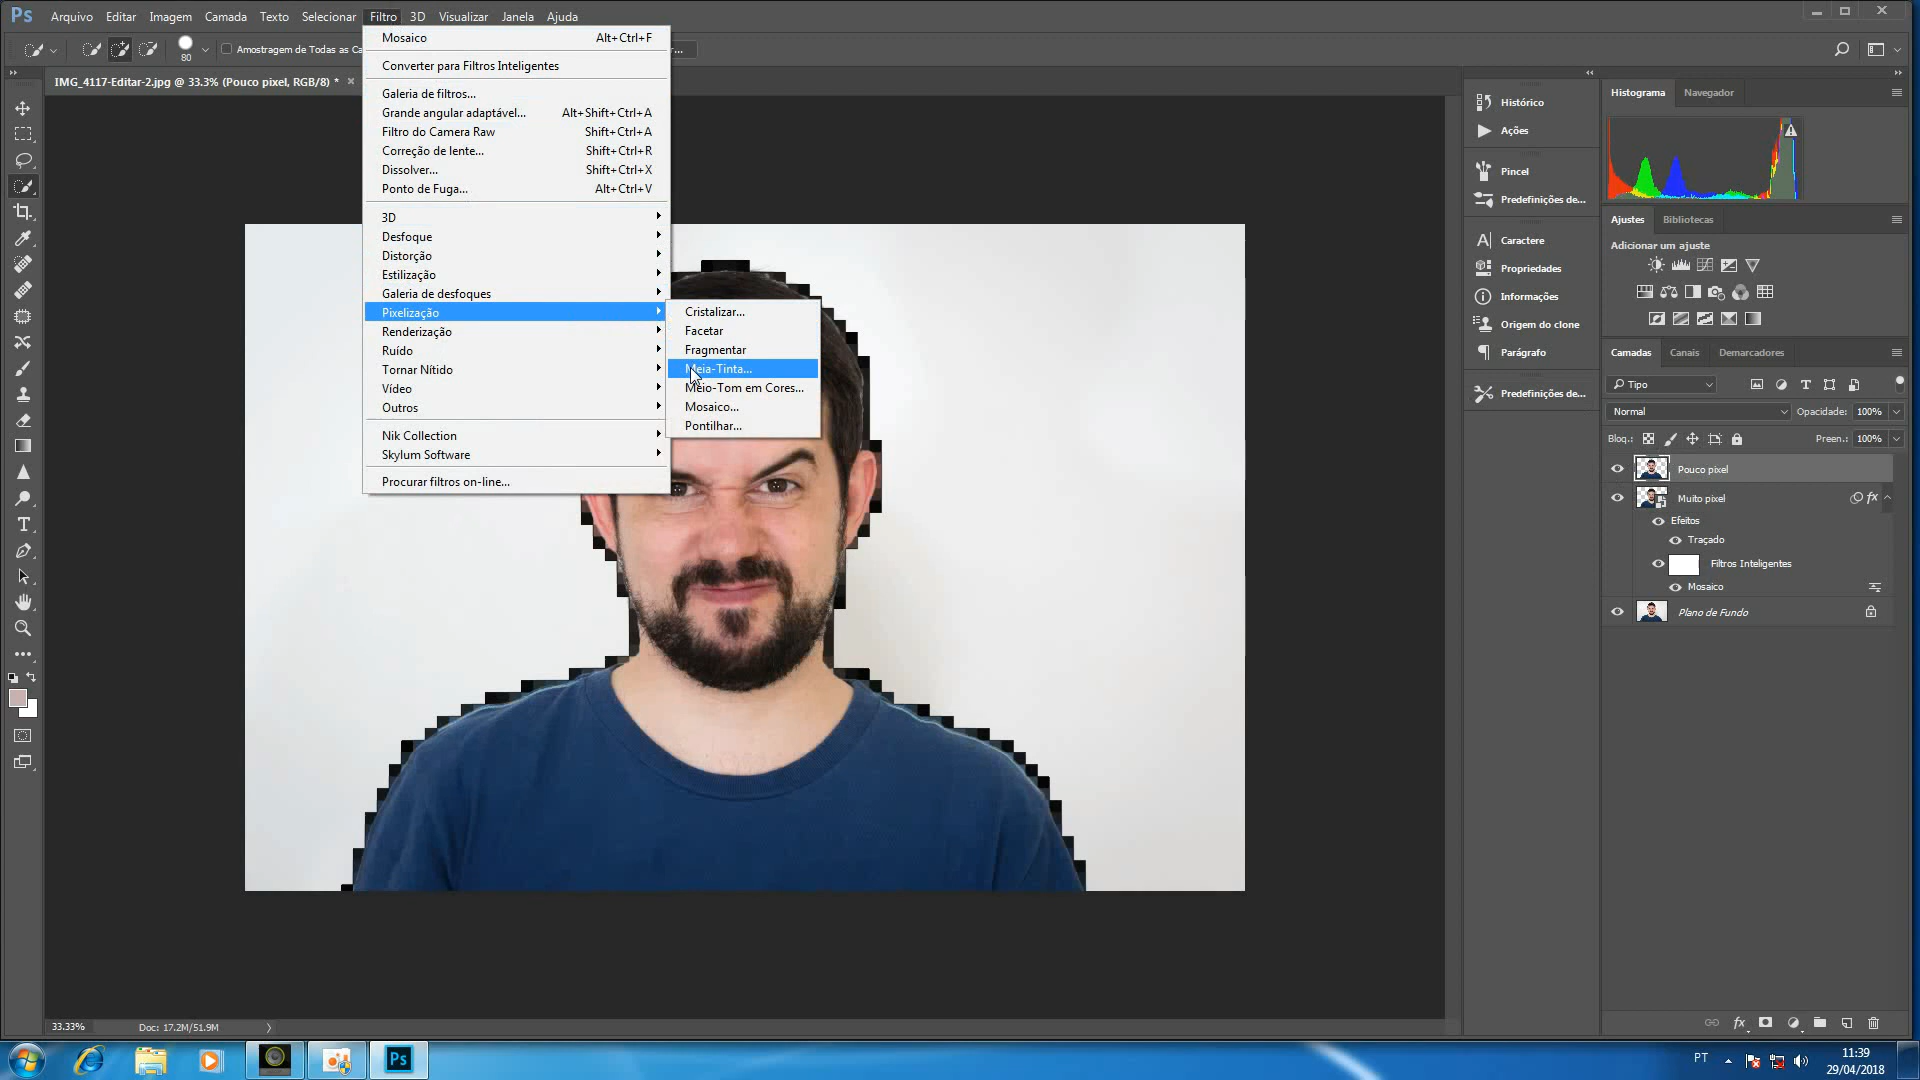 Ps Arquivo Editar Imagem Camada Texto Selecionar Filtro 3D Visualizar Janela Ajuda
80 Amostragem de Todas as Ca
IMG_4117-Editar-2.jpg @ 33.3% (Pouco pixel, RGB/8) *
Mosaico Alt+Ctrl+F
Converter para Filtros Inteligentes
Galeria de filtros...
Grande angular adaptável... Alt+Shift+Ctrl+A
Filtro do Camera Raw Shift+Ctrl+A
Correção de lente... Shift+Ctrl+R
Dissolver... Shift+Ctrl+X
Ponto de Fuga... Alt+Ctrl+V
3D
Desfoque
Distorção
Estilização
Galeria de desfoques
Pixelização
Renderização
Ruído
Tornar Nítido
Vídeo
Outros
Nik Collection
Skylum Software
Procurar filtros on-line...
Cristalizar...
Facetar
Fragmentar
Meia-Tinta...
Meio-Tom em Cores...
Mosaico...
Pontilhar...
Histórico
Ações
Pincel
Predefinições de...
Caractere
Propriedades
Informações
Origem do clone
Parágrafo
Predefinições de...
Histograma Navegador
Ajustes Bibliotecas
Adicionar um ajuste
Camadas Canais Demarcadores
Tipo
Normal Opacidade: 100%
Bloq.: Preen.: 100%
Pouco pixel
Muito pixel fx
Efeitos
Traçado
Filtros Inteligentes
Mosaico
Plano de Fundo
fx
33.33% Doc: 17.2M/51.9M
Ps
PT
11:39
29/04/2018